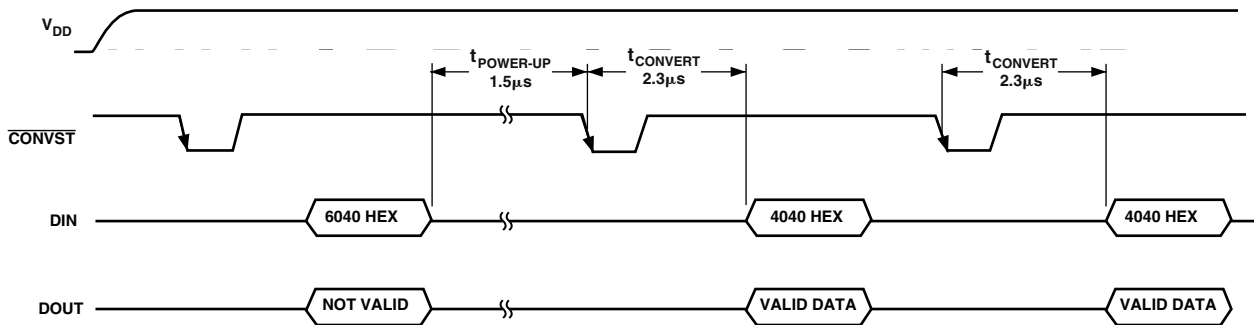 VDD
tPOWER-UP
1.5μs
tCONVERT
2.3μs
tCONVERT
2.3μs
CONVST
DIN
6040 HEX
4040 HEX
4040 HEX
DOUT
NOT VALID
VALID DATA
VALID DATA